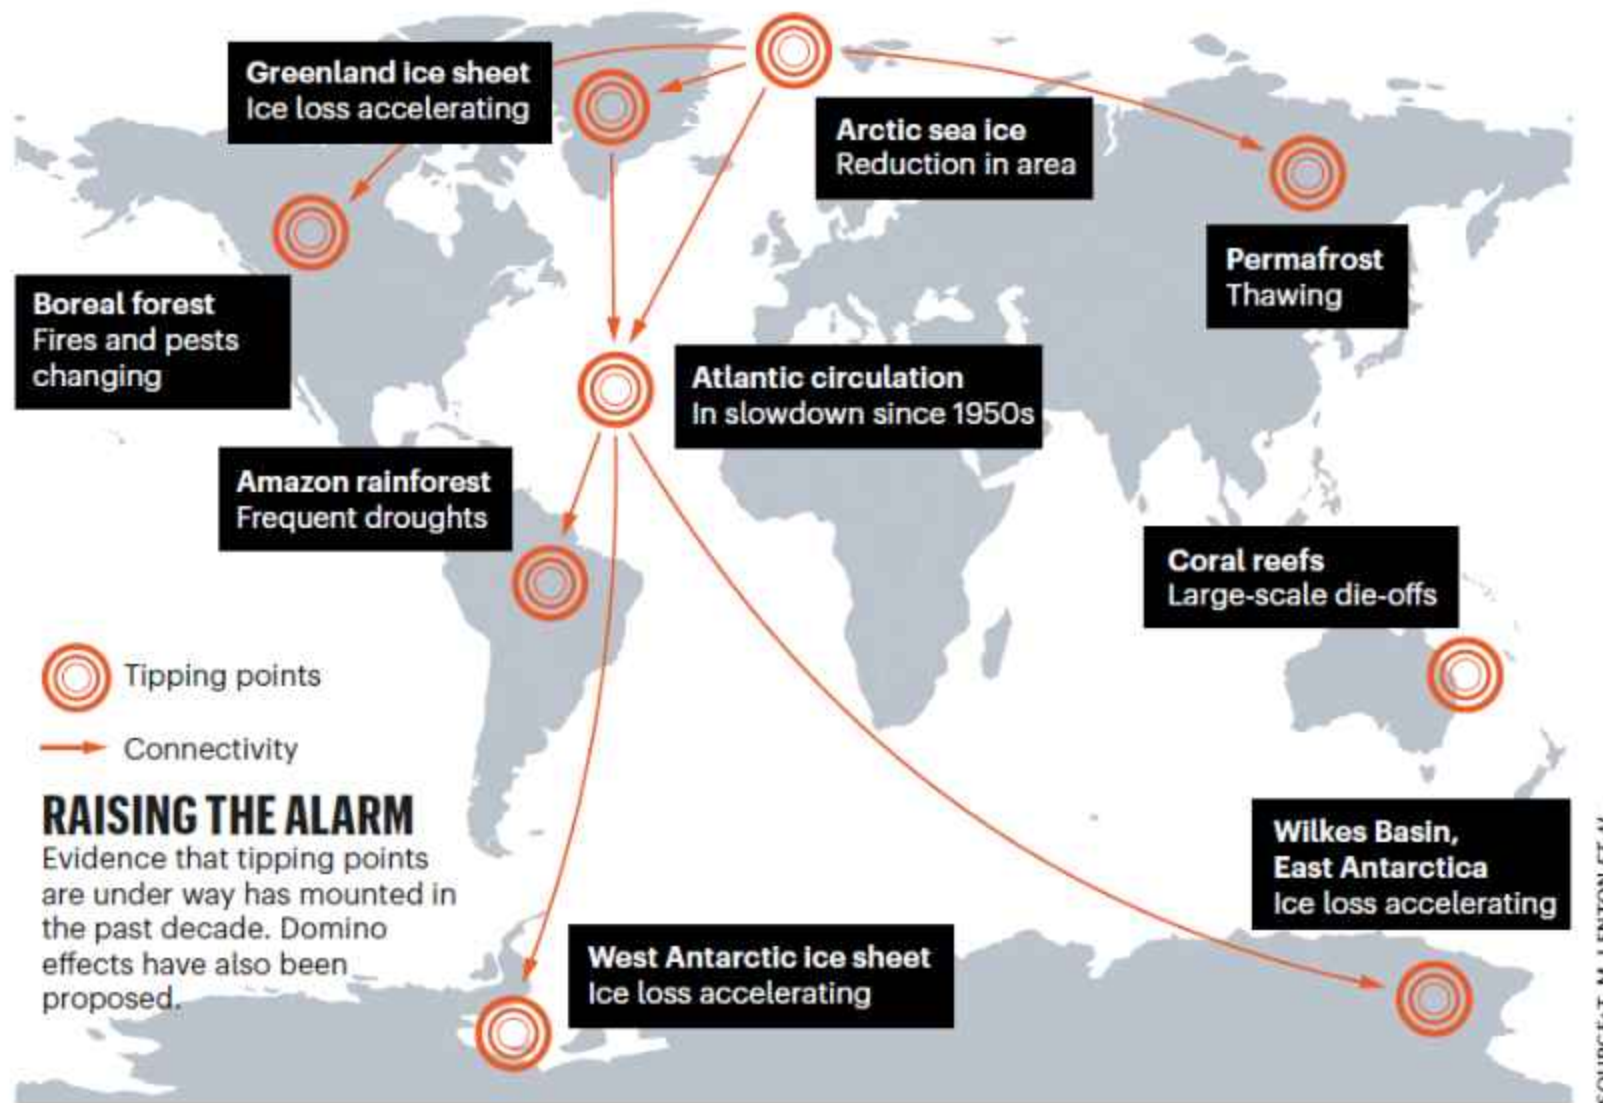 Greenland ice sheet
Ice loss accelerating
Arctic sea ice
Reduction in area
Permafrost
Thawing
Boreal forest
Fires and pests
changing
Atlantic circulation
In slowdown since 1950s
Amazon rainforest
Frequent droughts
Coral reefs
Large-scale die-offs
Tipping points
Connectivity
RAISING THE ALARM
Evidence that tipping points
are under way has mounted in
the past decade. Domino
effects have also been
proposed.
Wilkes Basin,
East Antarctica
Ice loss accelerating
West Antarctic ice sheet
Ice loss accelerating